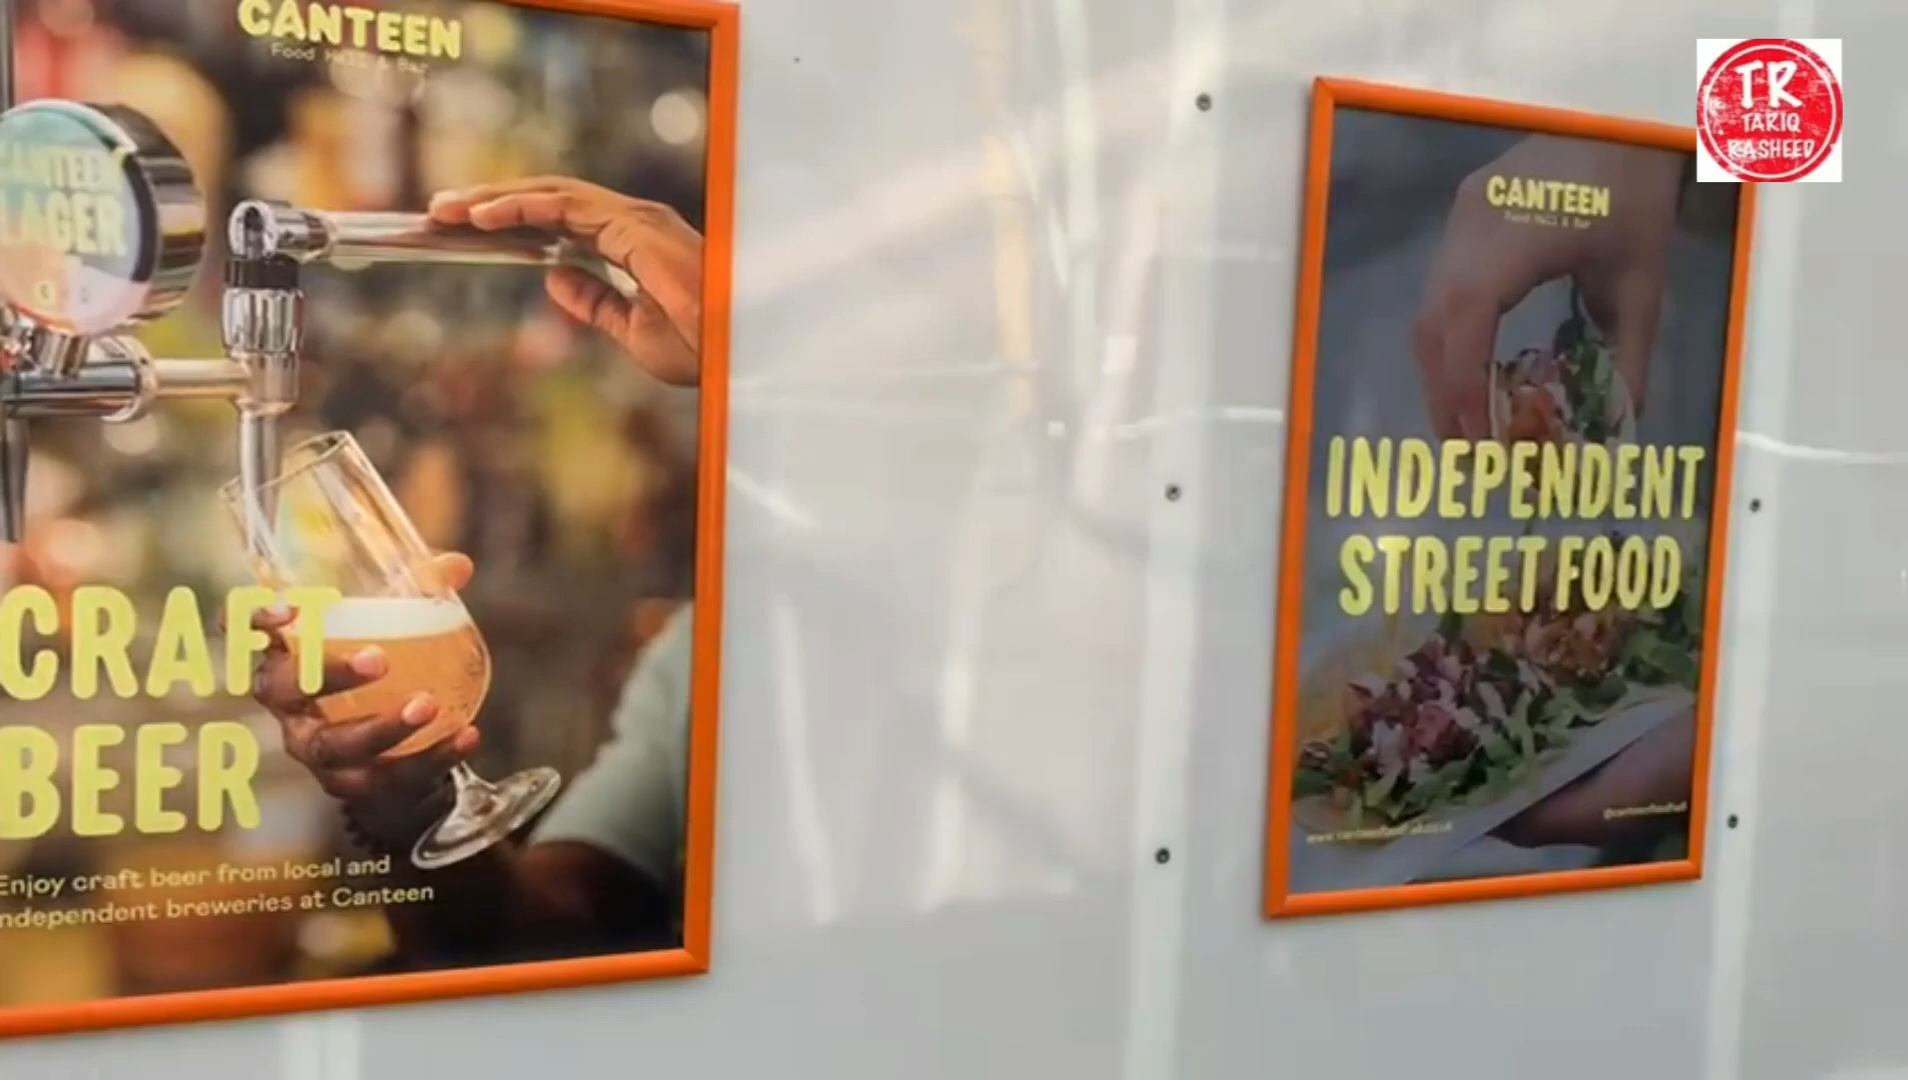 CANTEEN
Food Hall & Bar
CANTEEN
LAGER
CRAFT
BEER
Enjoy craft beer from local and
independent breweries at Canteen
CANTEEN
Food Hall & Bar
INDEPENDENT
STREET FOOD
@canteenfoodhall
TR
TARIQ
RASHEED